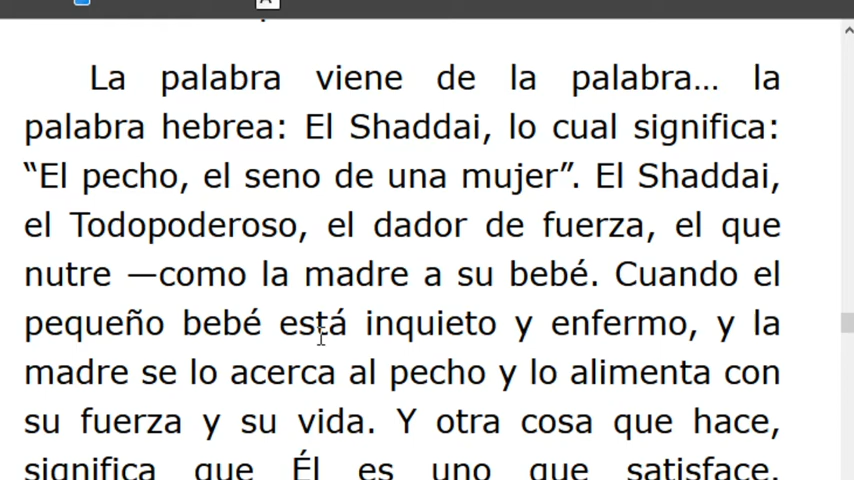 La palabra viene de la palabra... la
palabra hebrea: El Shaddai, lo cual significa:
“El pecho, el seno de una mujer”. El Shaddai,
el Todopoderoso, el dador de fuerza, el que
nutre —como la madre a su bebé. Cuando el
pequeño bebé está inquieto y enfermo, y la
madre se lo acerca al pecho y lo alimenta con
su fuerza y su vida. Y otra cosa que hace,
significa que Él es uno que satisface.